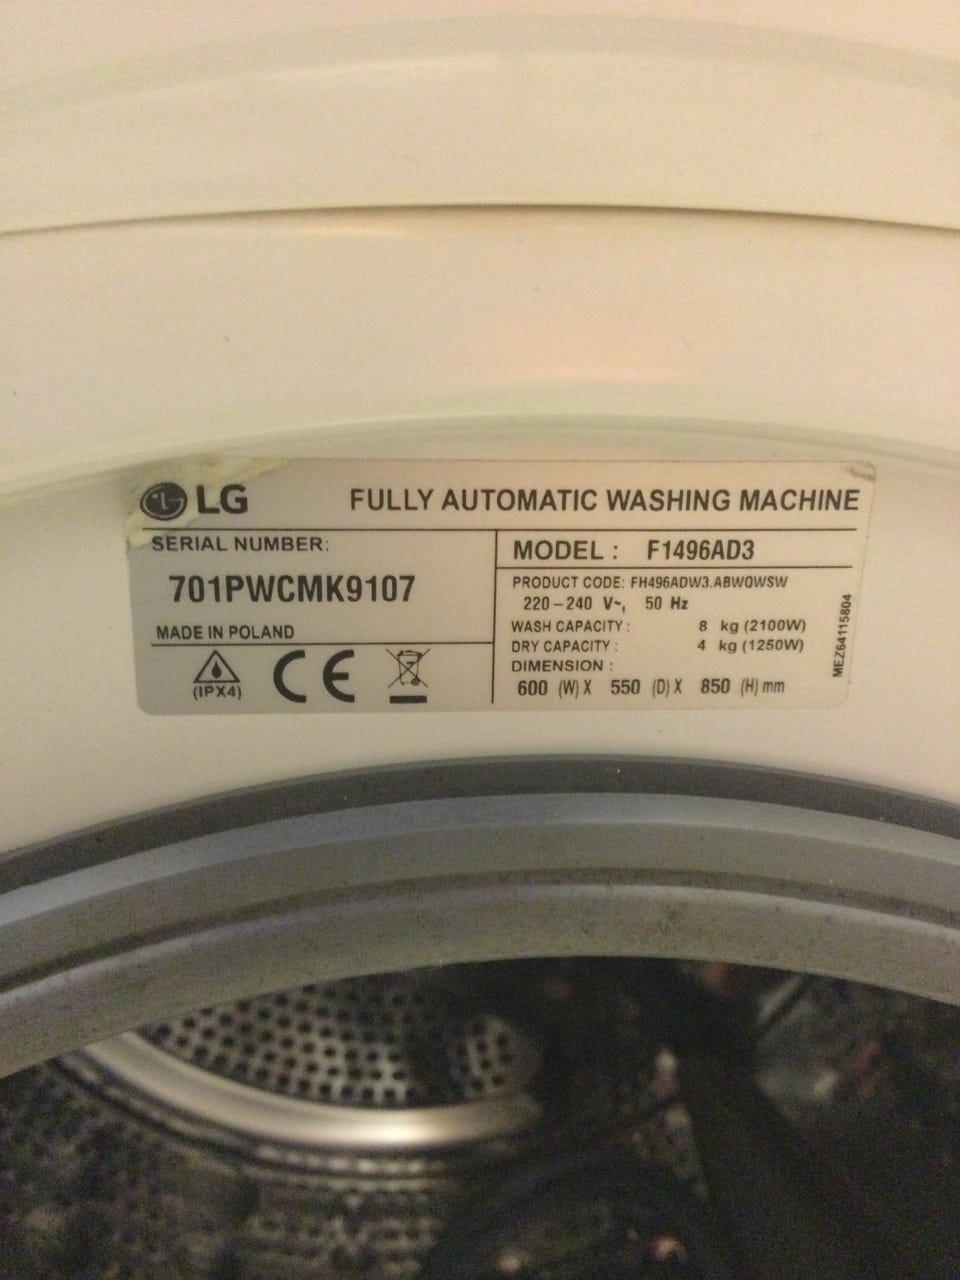 LG FULLY AUTOMATIC WASHING MACHINE
SERIAL NUMBER:
701PWCMK9107
MADE IN POLAND
(IPX4) CE
MODEL : F1496AD3
PRODUCT CODE: FH496ADW3.ABWQWSW
220-240 V~, 50 Hz
WASH CAPACITY : 8 kg (2100W)
DRY CAPACITY : 4 kg (1250W)
DIMENSION :
600 (W) X 550 (D) X 850 (H) mm
MEZ64115804